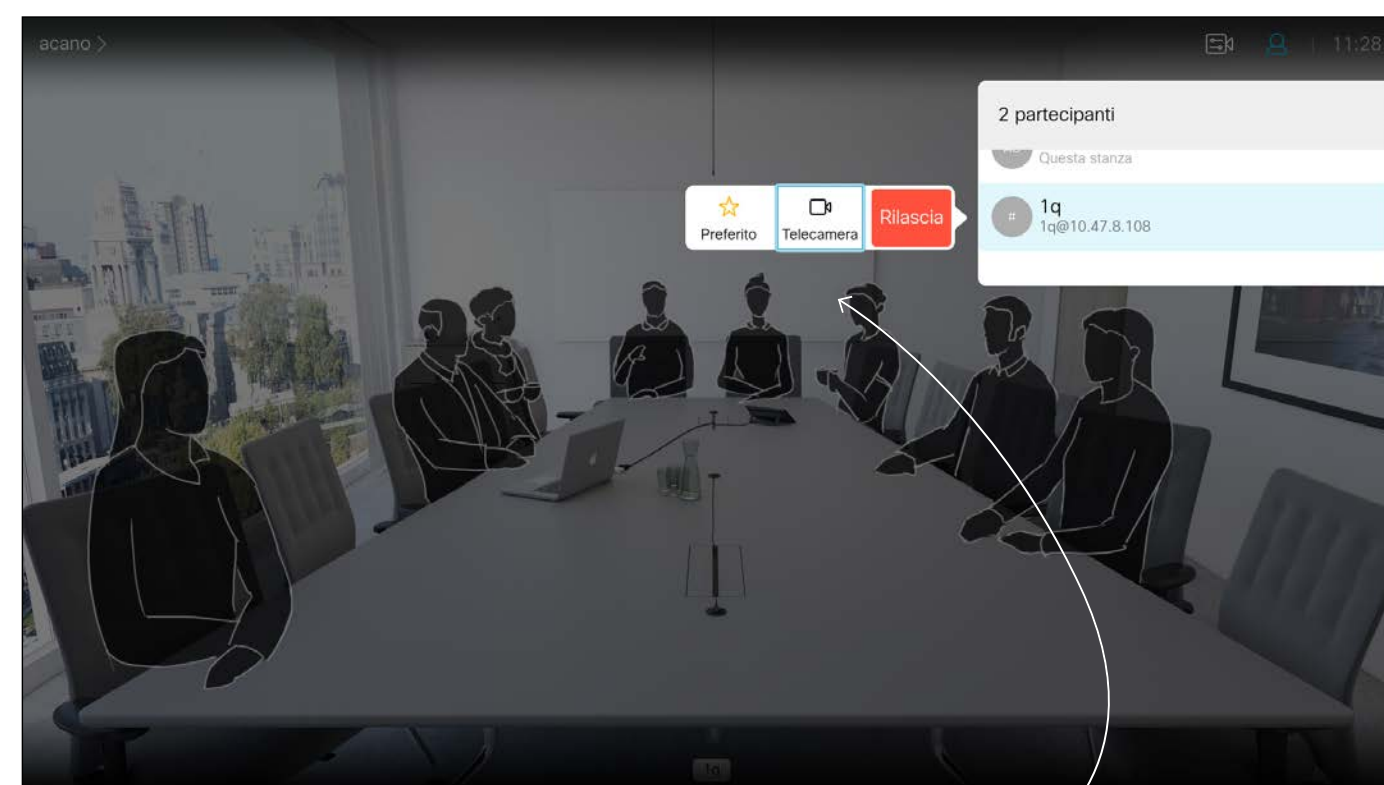 acano >
11:28
2 partecipanti
Questa stanza
#
1q
1q@10.47.8.108
Preferito
Telecamera
Rilascia
1q